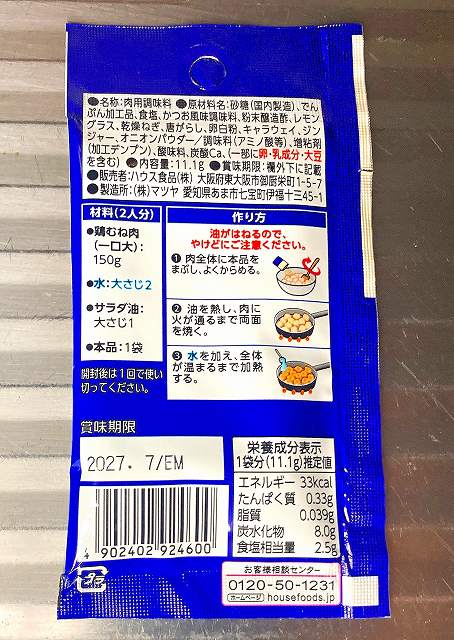 ●名称:肉用調味料 ●原材料名:砂糖(国内製造)、でん
ぷん加工品、食塩、かつお風味調味料、粉末醸造酢、レモン
グラス、乾燥ねぎ、唐がらし、卵白粉、キャラウェイ、ジン
ジャー、オニオンパウダー/調味料(アミノ酸等)、増粘剤
(加工デンプン)、酸味料、炭酸Ca、(一部に卵・乳成分・大豆
を含む) ●内容量:11.1g ●賞味期限:欄外下に記載
●販売者:ハウス食品(株) 大阪府東大阪市御厨栄町1-5-7
●製造所:(株)マツヤ 愛知県あま市七宝町伊福十三45-1
材料(2人分)
●鶏むね肉
(一口大):
150g
●水:大さじ2
●サラダ油:
大さじ1
●本品:1袋
開封後は1回で使い
切ってください。
作り方
油がはねるので、
やけどにご注意ください。
❶ 肉全体に本品を
まぶし、よくからめる。
❷ 油を熱し、肉に
火が通るまで両面
を焼く。
❸ 水を加え、全体
が温まるまで加熱
する。
賞味期限
2027. 7/EM
4 902402 924600
プラ
栄養成分表示
1袋分(11.1g)推定値
エネルギー 33kcal
たんぱく質 0.33g
脂質 0.039g
炭水化物 8.0g
食塩相当量 2.5g
お客様相談センター
0120-50-1231
ホームページ housefoods.jp